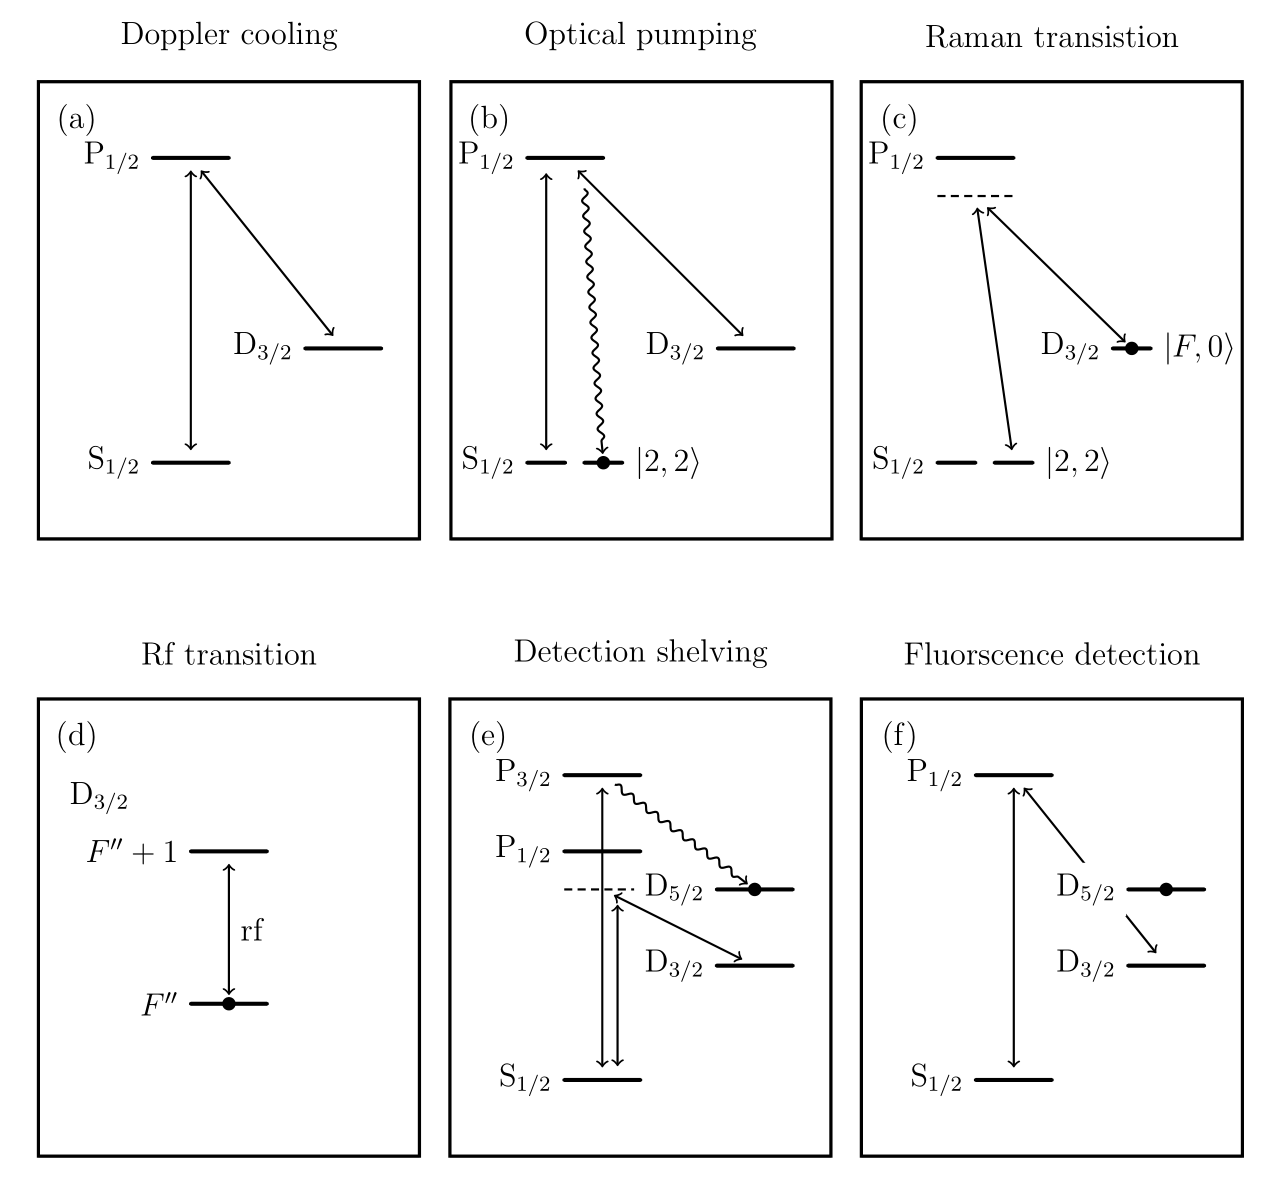 Doppler cooling
Optical pumping
Raman transistion
(a)
P1/2
D3/2
S1/2
(b)
P1/2
D3/2
S1/2
|2, 2⟩
(c)
P1/2
D3/2
|F, 0⟩
S1/2
|2, 2⟩
Rf transition
Detection shelving
Fluorscence detection
(d)
D3/2
F″ + 1
rf
F″
(e)
P3/2
P1/2
D5/2
D3/2
S1/2
(f)
P1/2
D5/2
D3/2
S1/2